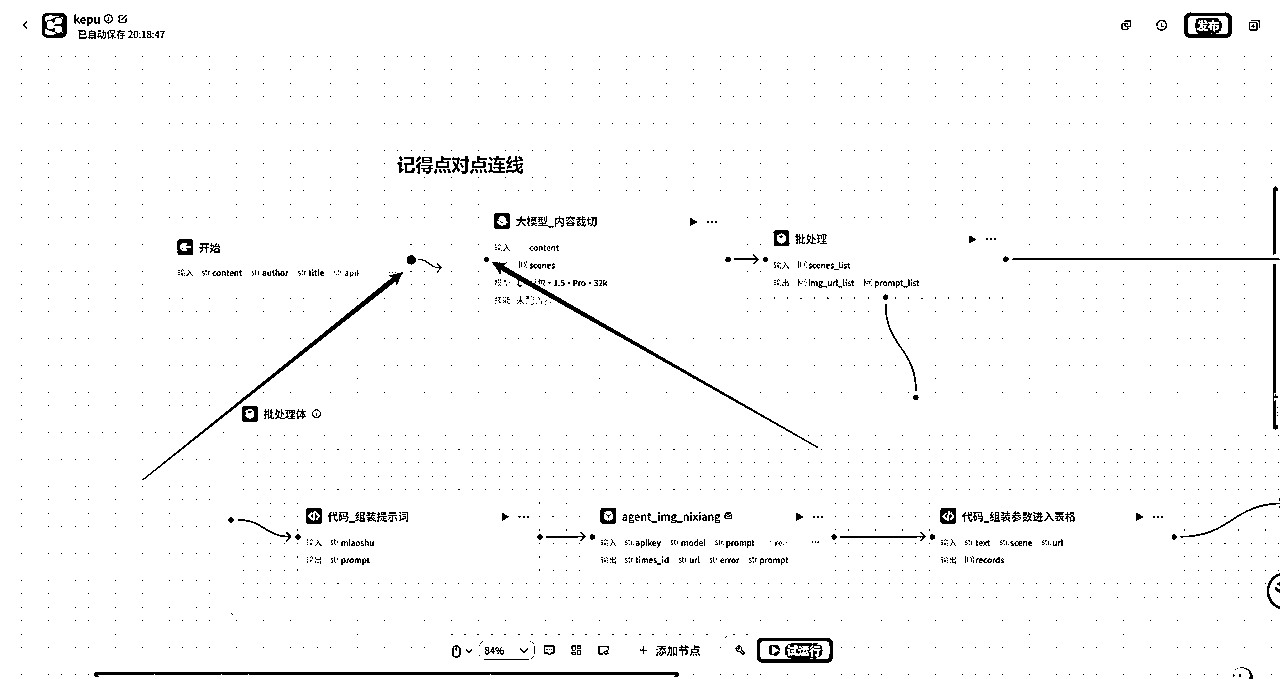 kepu
已自动保存 20:18:47
发布
记得点对点连线
开始
输入 str. content str. author str. title str. apik
大模型_内容裁切
输入 content
scenes
模型 1.5 · Pro · 32k
技能 未配置
批处理
输入 scenes_list
输出 img_url_list prompt_list
批处理体
代码_组装提示词
输入 str. miaoshu
输出 str. prompt
agent_img_nixiang
输入 str. apikey str. model str. prompt
输出 str. times_id str. url str. error str. prompt
代码_组装参数进入表格
输入 str. text str. scene str. url
输出 records
84%
添加节点
试运行